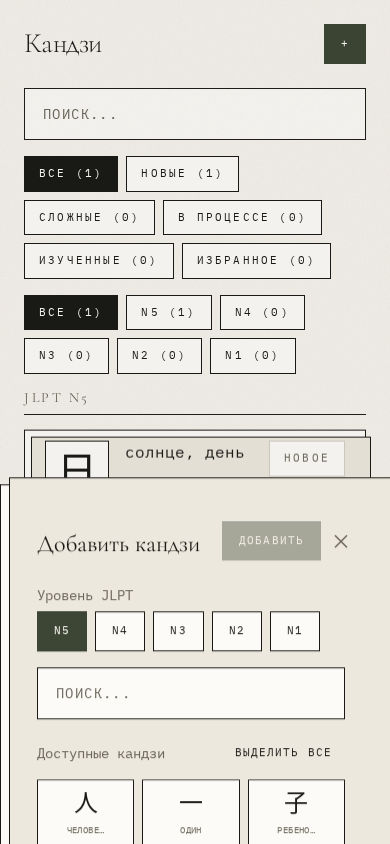 Кандзи +
ПОИСК...
ВСЕ (1) НОВЫЕ (1)
СЛОЖНЫЕ (0) В ПРОЦЕССЕ (0)
ИЗУЧЕННЫЕ (0) ИЗБРАННОЕ (0)
ВСЕ (1) N5 (1) N4 (0)
N3 (0) N2 (0) N1 (0)
JLPT N5
日 солнце, день НОВОЕ
Добавить кандзи ДОБАВИТЬ ×
Уровень JLPT
N5 N4 N3 N2 N1
ПОИСК...
Доступные кандзи ВЫДЕЛИТЬ ВСЕ
人 一 子
ЧЕЛОВЕ… ОДИН РЕБЕНО…